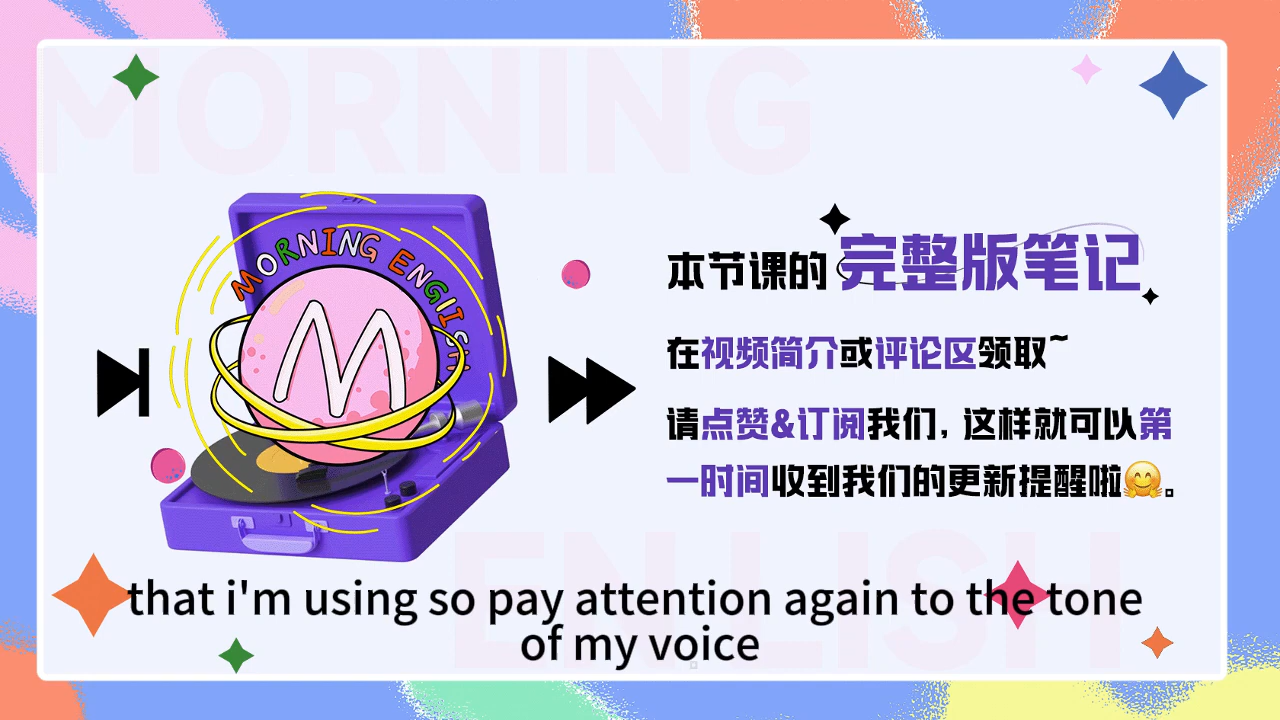 MORNING
MORNING ENGLISH
M
本节课的 完整版笔记
在视频简介或评论区领取~
请点赞&订阅我们, 这样就可以第
一时间收到我们的更新提醒啦🤗。
ENLISH
that i'm using so pay attention again to the tone
of my voice